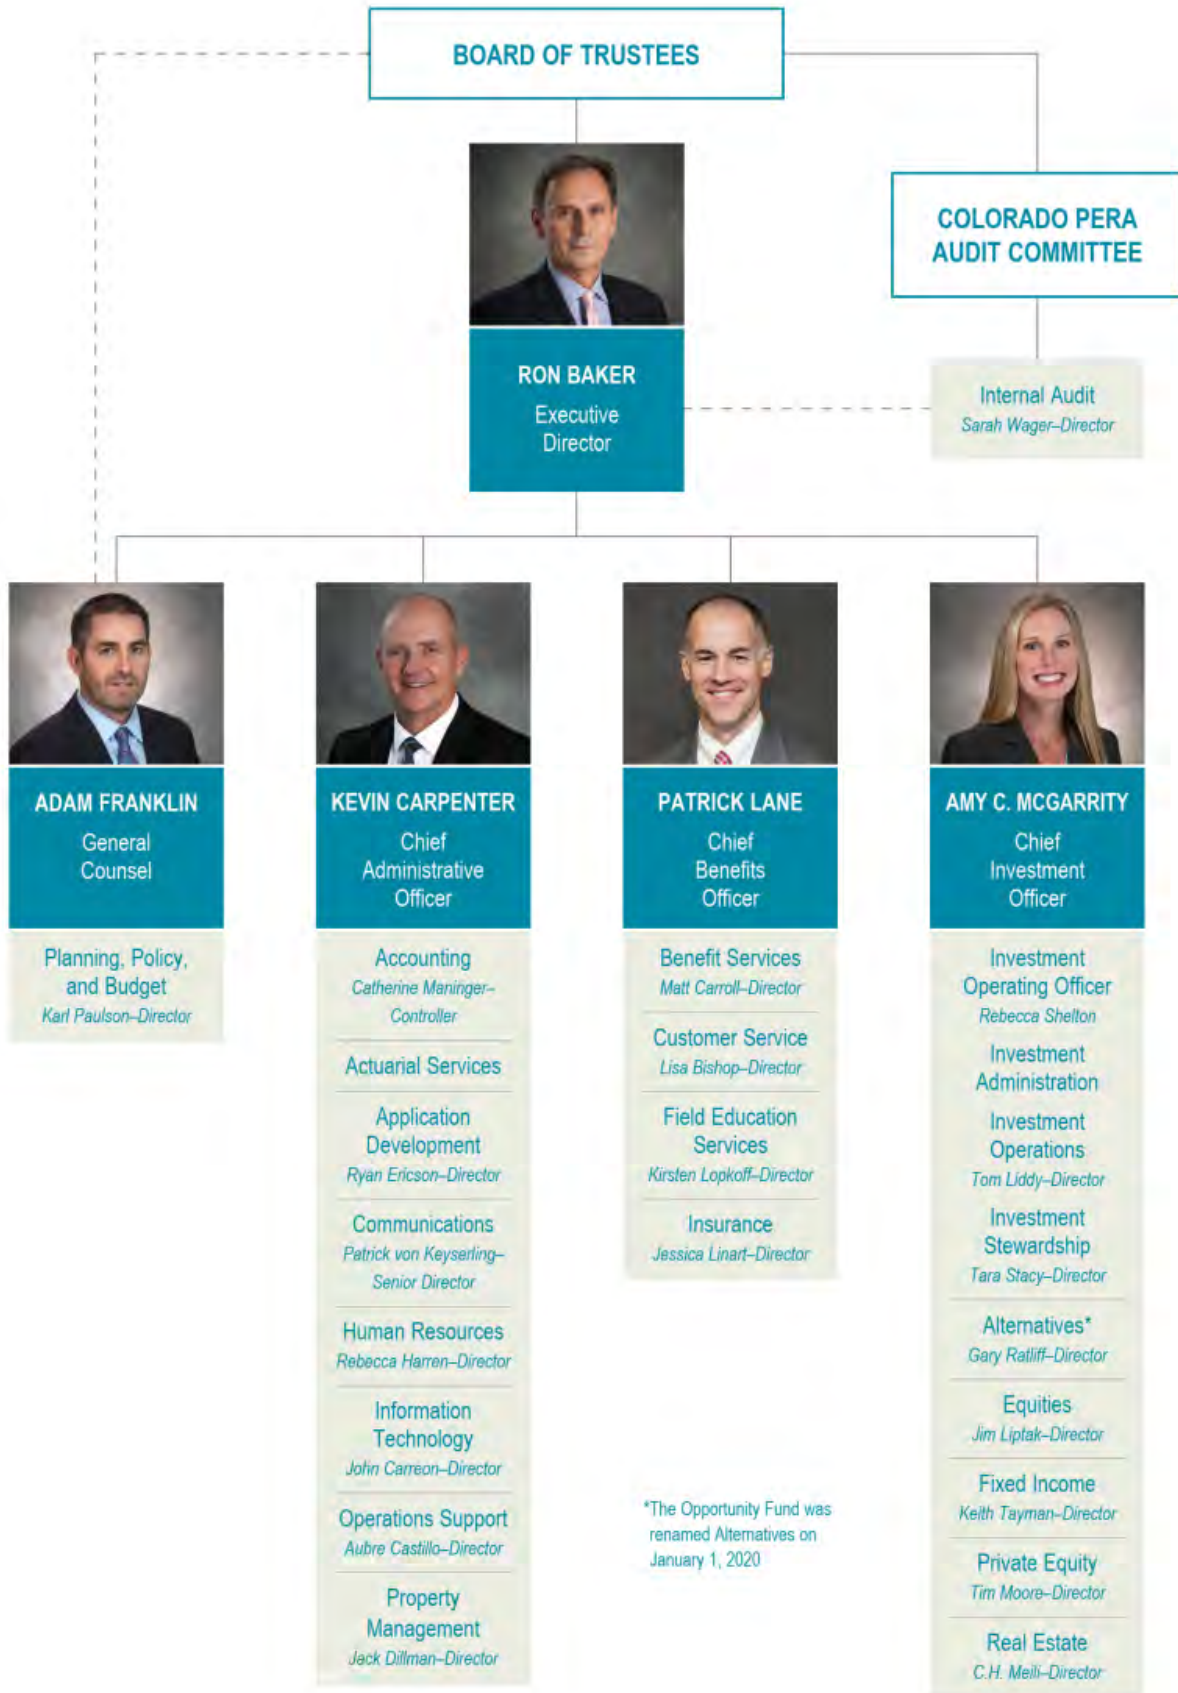 BOARD OF TRUSTEES
COLORADO PERA
AUDIT COMMITTEE
RON BAKER
Executive
Director
Internal Audit
Sarah Wager–Director
ADAM FRANKLIN
General
Counsel
Planning, Policy,
and Budget
Karl Paulson–Director
KEVIN CARPENTER
Chief
Administrative
Officer
Accounting
Catherine Maninger–
Controller
Actuarial Services
Application
Development
Ryan Ericson–Director
Communications
Patrick von Keyserling–
Senior Director
Human Resources
Rebecca Harren–Director
Information
Technology
John Carreon–Director
Operations Support
Aubre Castillo–Director
Property
Management
Jack Dillman–Director
PATRICK LANE
Chief
Benefits
Officer
Benefit Services
Matt Carroll–Director
Customer Service
Lisa Bishop–Director
Field Education
Services
Kirsten Lopkoff–Director
Insurance
Jessica Linart–Director
AMY C. MCGARRITY
Chief
Investment
Officer
Investment
Operating Officer
Rebecca Shelton
Investment
Administration
Investment
Operations
Tom Liddy–Director
Investment
Stewardship
Tara Stacy–Director
Alternatives*
Gary Ratliff–Director
Equities
Jim Liptak–Director
Fixed Income
Keith Tayman–Director
Private Equity
Tim Moore–Director
Real Estate
C.H. Meili–Director
*The Opportunity Fund was
renamed Alternatives on
January 1, 2020